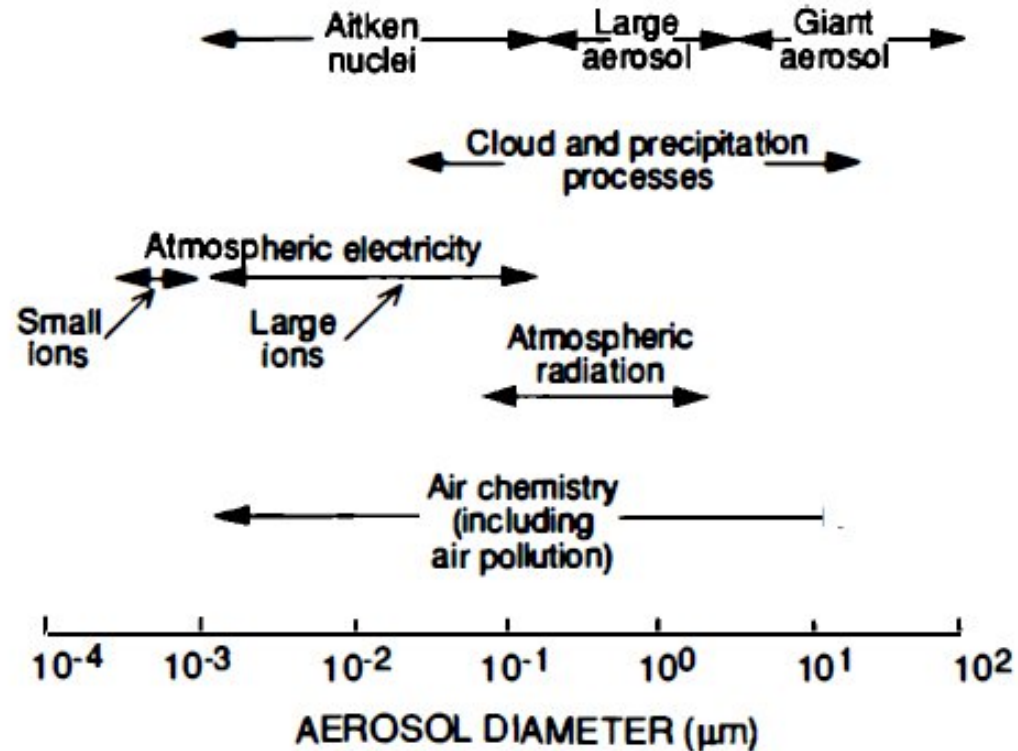 Aitken
nuclei
Large
aerosol
Giant
aerosol
Cloud and precipitation
processes
Atmospheric electricity
Small
ions
Large
ions
Atmospheric
radiation
Air chemistry
(including
air pollution)
10⁻⁴ 10⁻³ 10⁻² 10⁻¹ 10⁰ 10¹ 10²
AEROSOL DIAMETER (µm)